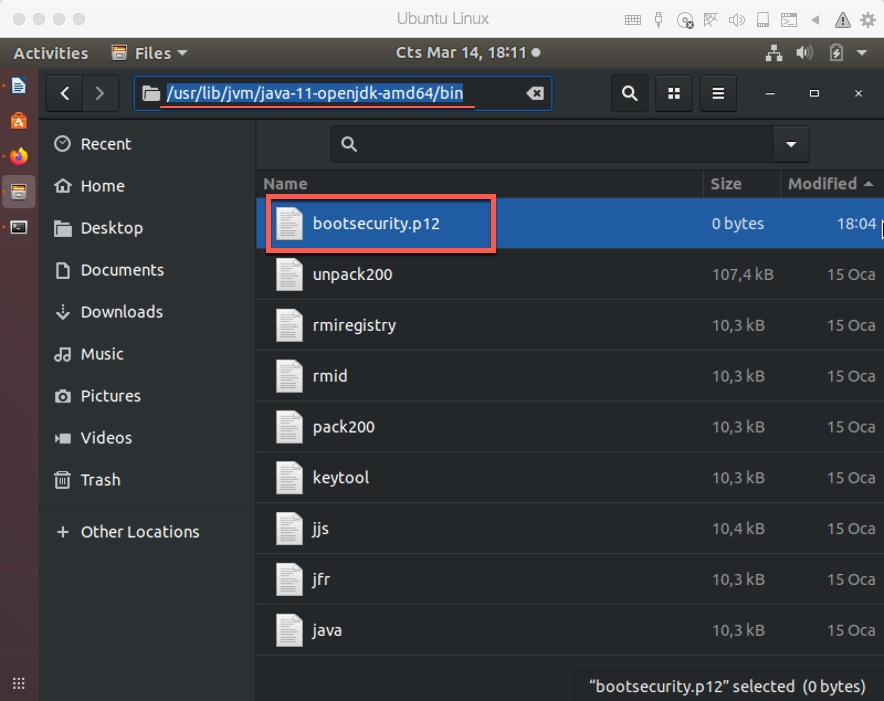 Ubuntu Linux
Activities Files Cts Mar 14, 18:11
/usr/lib/jvm/java-11-openjdk-amd64/bin
Recent
Home
Desktop
Documents
Downloads
Music
Pictures
Videos
Trash
+ Other Locations
Name Size Modified
bootsecurity.p12 0 bytes 18:04
unpack200 107,4 kB 15 Oca
rmiregistry 10,3 kB 15 Oca
rmid 10,3 kB 15 Oca
pack200 10,3 kB 15 Oca
keytool 10,3 kB 15 Oca
jjs 10,4 kB 15 Oca
jfr 10,3 kB 15 Oca
java 10,3 kB 15 Oca
“bootsecurity.p12” selected (0 bytes)